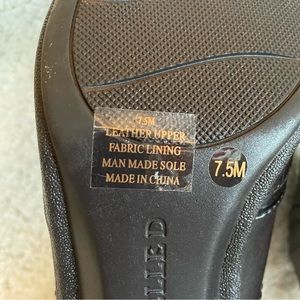 7.5M
LEATHER UPPER
FABRIC LINING
MAN MADE SOLE
MADE IN CHINA
7.5M